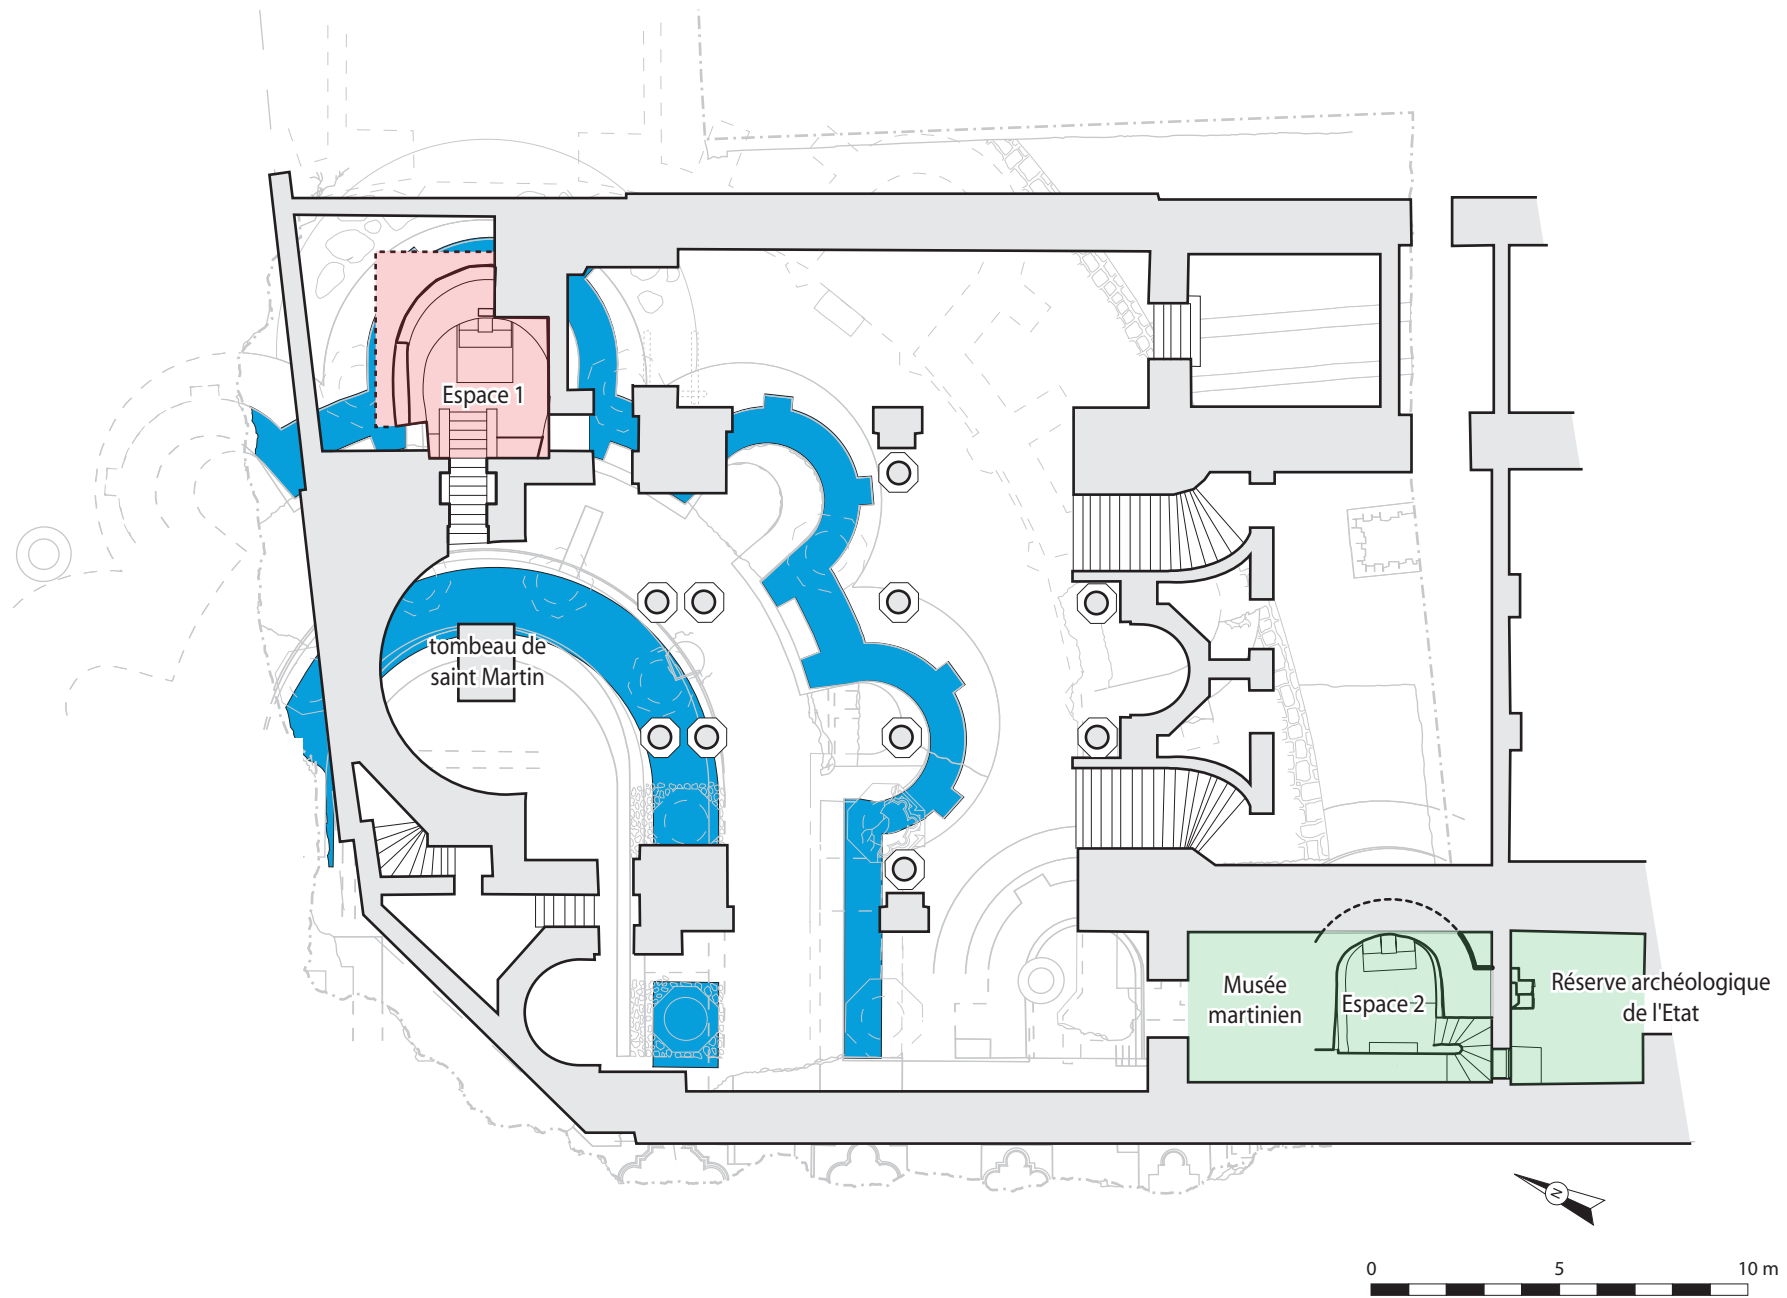 Espace 1
tombeau de
saint Martin
Musée
martinien
Espace 2
Réserve archéologique
de l'Etat
N
0 5 10 m